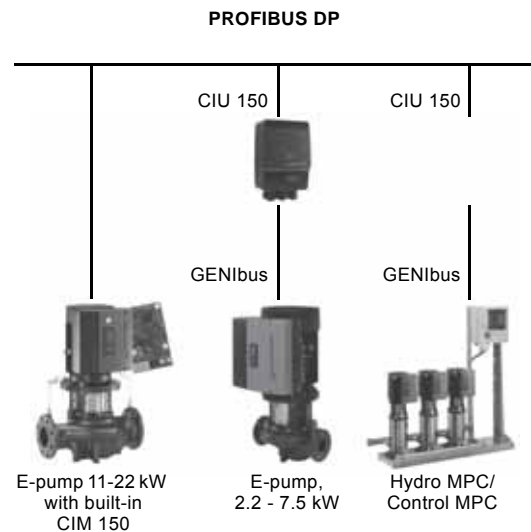 PROFIBUS DP
CIU 150
CIU 150
GENIbus
GENIbus
E-pump 11-22 kW
with built-in
CIM 150
E-pump,
2.2 - 7.5 kW
Hydro MPC/
Control MPC